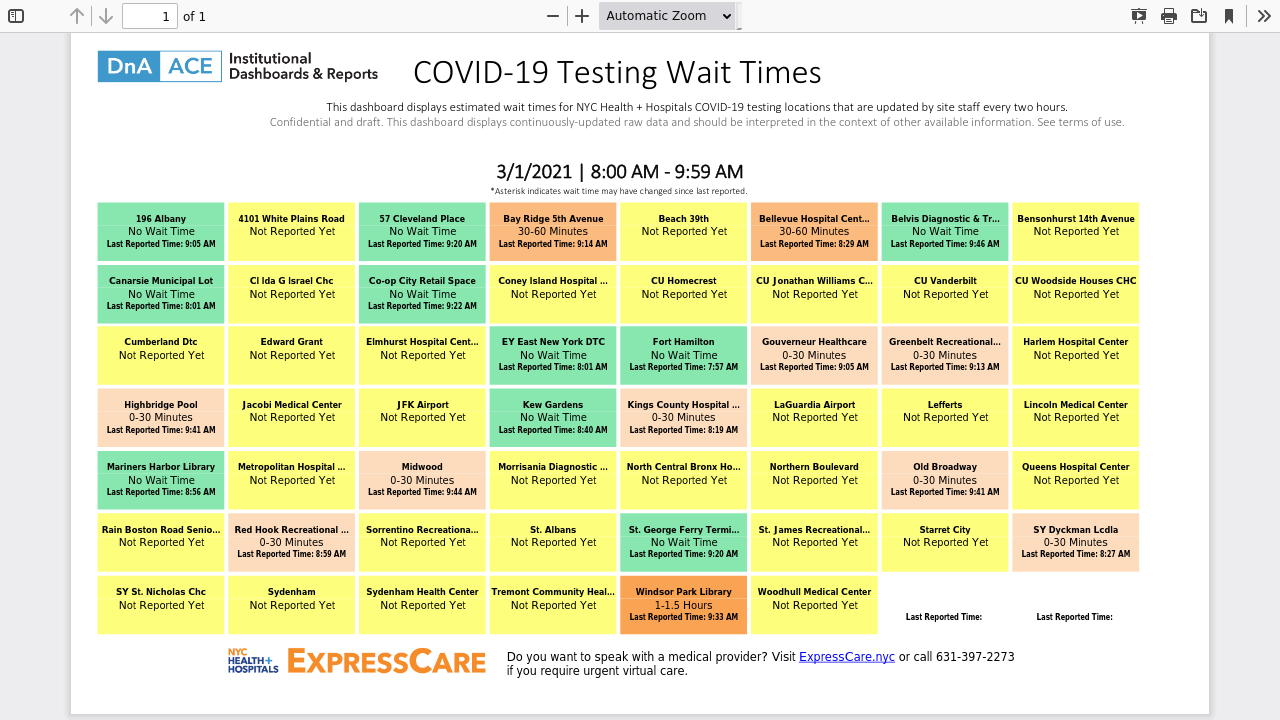 1 of 1 Automatic Zoom
DnA ACE Institutional
Dashboards & Reports
COVID-19 Testing Wait Times
This dashboard displays estimated wait times for NYC Health + Hospitals COVID-19 testing locations that are updated by site staff every two hours.
Confidential and draft. This dashboard displays continuously-updated raw data and should be interpreted in the context of other available information. See terms of use.
3/1/2021 | 8:00 AM - 9:59 AM
*Asterisk indicates wait time may have changed since last reported.
196 Albany
No Wait Time
Last Reported Time: 9:05 AM
4101 White Plains Road
Not Reported Yet
57 Cleveland Place
No Wait Time
Last Reported Time: 9:20 AM
Bay Ridge 5th Avenue
30-60 Minutes
Last Reported Time: 9:14 AM
Beach 39th
Not Reported Yet
Bellevue Hospital Cent...
30-60 Minutes
Last Reported Time: 8:29 AM
Belvis Diagnostic & Tr...
No Wait Time
Last Reported Time: 9:46 AM
Bensonhurst 14th Avenue
Not Reported Yet
Canarsie Municipal Lot
No Wait Time
Last Reported Time: 8:01 AM
CI Ida G Israel Chc
Not Reported Yet
Co-op City Retail Space
No Wait Time
Last Reported Time: 9:22 AM
Coney Island Hospital ...
Not Reported Yet
CU Homecrest
Not Reported Yet
CU Jonathan Williams C...
Not Reported Yet
CU Vanderbilt
Not Reported Yet
CU Woodside Houses CHC
Not Reported Yet
Cumberland Dtc
Not Reported Yet
Edward Grant
Not Reported Yet
Elmhurst Hospital Cent...
Not Reported Yet
EY East New York DTC
No Wait Time
Last Reported Time: 8:01 AM
Fort Hamilton
No Wait Time
Last Reported Time: 7:57 AM
Gouverneur Healthcare
0-30 Minutes
Last Reported Time: 9:05 AM
Greenbelt Recreational...
0-30 Minutes
Last Reported Time: 9:13 AM
Harlem Hospital Center
Not Reported Yet
Highbridge Pool
0-30 Minutes
Last Reported Time: 9:41 AM
Jacobi Medical Center
Not Reported Yet
JFK Airport
Not Reported Yet
Kew Gardens
No Wait Time
Last Reported Time: 8:40 AM
Kings County Hospital ...
0-30 Minutes
Last Reported Time: 8:19 AM
LaGuardia Airport
Not Reported Yet
Lefferts
Not Reported Yet
Lincoln Medical Center
Not Reported Yet
Mariners Harbor Library
No Wait Time
Last Reported Time: 8:56 AM
Metropolitan Hospital ...
Not Reported Yet
Midwood
0-30 Minutes
Last Reported Time: 9:44 AM
Morrisania Diagnostic ...
Not Reported Yet
North Central Bronx Ho...
Not Reported Yet
Northern Boulevard
Not Reported Yet
Old Broadway
0-30 Minutes
Last Reported Time: 9:41 AM
Queens Hospital Center
Not Reported Yet
Rain Boston Road Senio...
Not Reported Yet
Red Hook Recreational ...
0-30 Minutes
Last Reported Time: 8:59 AM
Sorrentino Recreationa...
Not Reported Yet
St. Albans
Not Reported Yet
St. George Ferry Termi...
No Wait Time
Last Reported Time: 9:20 AM
St. James Recreational...
Not Reported Yet
Starret City
Not Reported Yet
SY Dyckman Lcdla
0-30 Minutes
Last Reported Time: 8:27 AM
SY St. Nicholas Chc
Not Reported Yet
Sydenham
Not Reported Yet
Sydenham Health Center
Not Reported Yet
Tremont Community Heal...
Not Reported Yet
Windsor Park Library
1-1.5 Hours
Last Reported Time: 9:33 AM
Woodhull Medical Center
Not Reported Yet
Last Reported Time:
Last Reported Time:
NYC
HEALTH+
HOSPITALS
EXPRESSCARE
Do you want to speak with a medical provider? Visit ExpressCare.nyc or call 631-397-2273
if you require urgent virtual care.